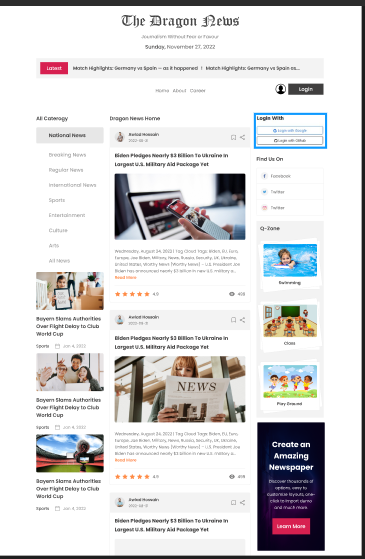 The Dragon News
Journalism Without Fear or Favour
Sunday, November 27, 2022
Latest
Match Highlights: Germany vs Spain — as it happened ! Match Highlights: Germany vs Spain as...
Home About Career
Login
All Caterogy
National News
Breaking News
Regular News
International News
Sports
Entertainment
Culture
Arts
All News
Bayern Slams Authorities
Over Flight Delay to Club
World Cup
Sports Jan 4, 2022
Bayern Slams Authorities
Over Flight Delay to Club
World Cup
Sports Jan 4, 2022
Bayern Slams Authorities
Over Flight Delay to Club
World Cup
Sports Jan 4, 2022
Dragon News Home
Awlad Hossain
2022-08-21
Biden Pledges Nearly $3 Billion To Ukraine In
Largest U.S. Military Aid Package Yet
Wednesday, August 24, 2022 | Tag Cloud Tags: Biden, EU, Euro,
Europe, Joe Biden, Military, News, Russia, Security, UK, Ukraine,
United States, Worthy News (Worthy News) – U.S. President Joe
Biden has announced nearly $3 billion in new U.S. military a...
Read More
4.9
499
Awlad Hossain
2022-08-21
Biden Pledges Nearly $3 Billion To Ukraine In
Largest U.S. Military Aid Package Yet
NEWS
Wednesday, August 24, 2022 | Tag Cloud Tags: Biden, EU, Euro,
Europe, Joe Biden, Military, News, Russia, Security, UK, Ukraine,
United States, Worthy News (Worthy News) – U.S. President Joe
Biden has announced nearly $3 billion in new U.S. military a...
Read More
4.9
499
Awlad Hossain
2022-08-21
Biden Pledges Nearly $3 Billion To Ukraine In
Largest U.S. Military Aid Package Yet
Login With
Login with Google
Login with Github
Find Us On
Facebook
Twitter
Twitter
Q-Zone
Swimming
Class
Play Ground
Create an
Amazing
Newspaper
Discover thousands of
options, easy to
customize layouts, one-
click to import demo
and much more.
Learn More